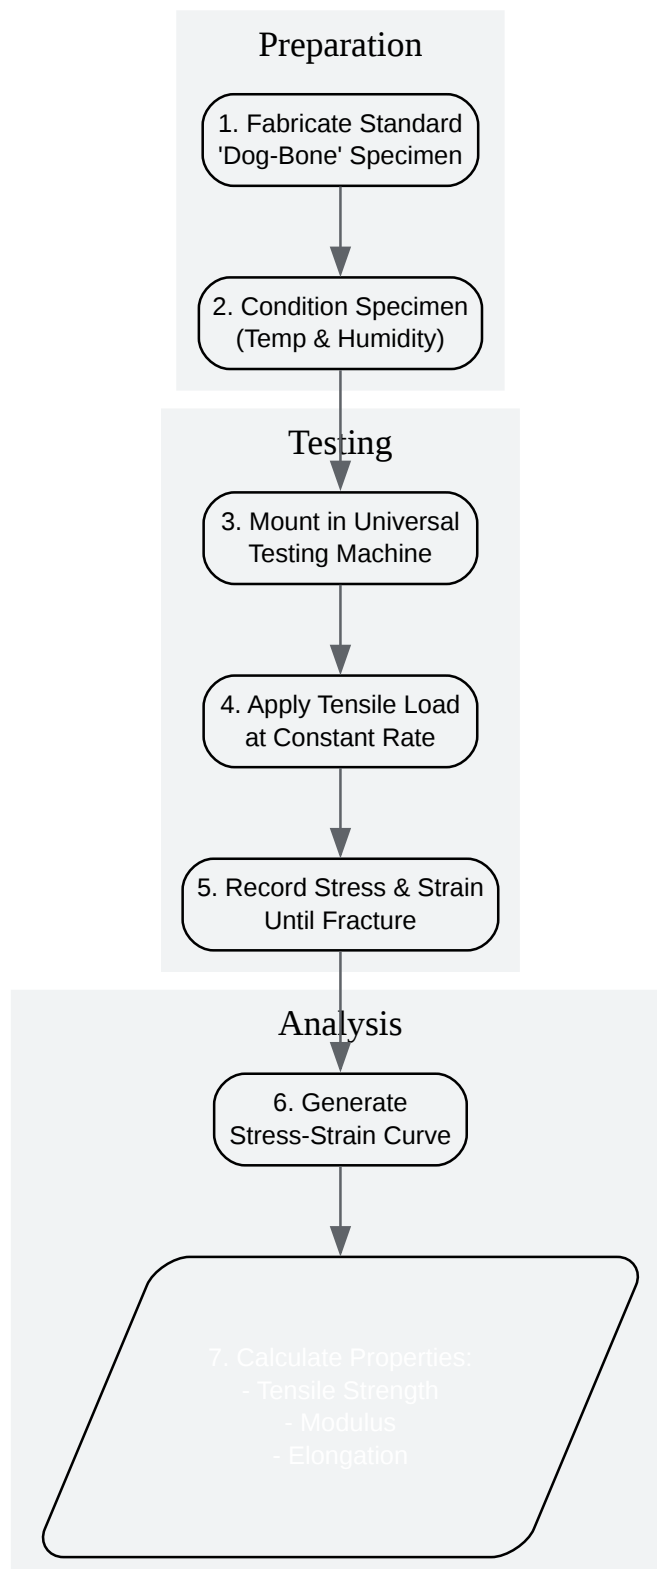 Preparation
1. Fabricate Standard
'Dog-Bone' Specimen
2. Condition Specimen
(Temp & Humidity)
Testing
3. Mount in Universal
Testing Machine
4. Apply Tensile Load
at Constant Rate
5. Record Stress & Strain
Until Fracture
Analysis
6. Generate
Stress-Strain Curve
7. Calculate Properties:
- Tensile Strength
- Modulus
- Elongation